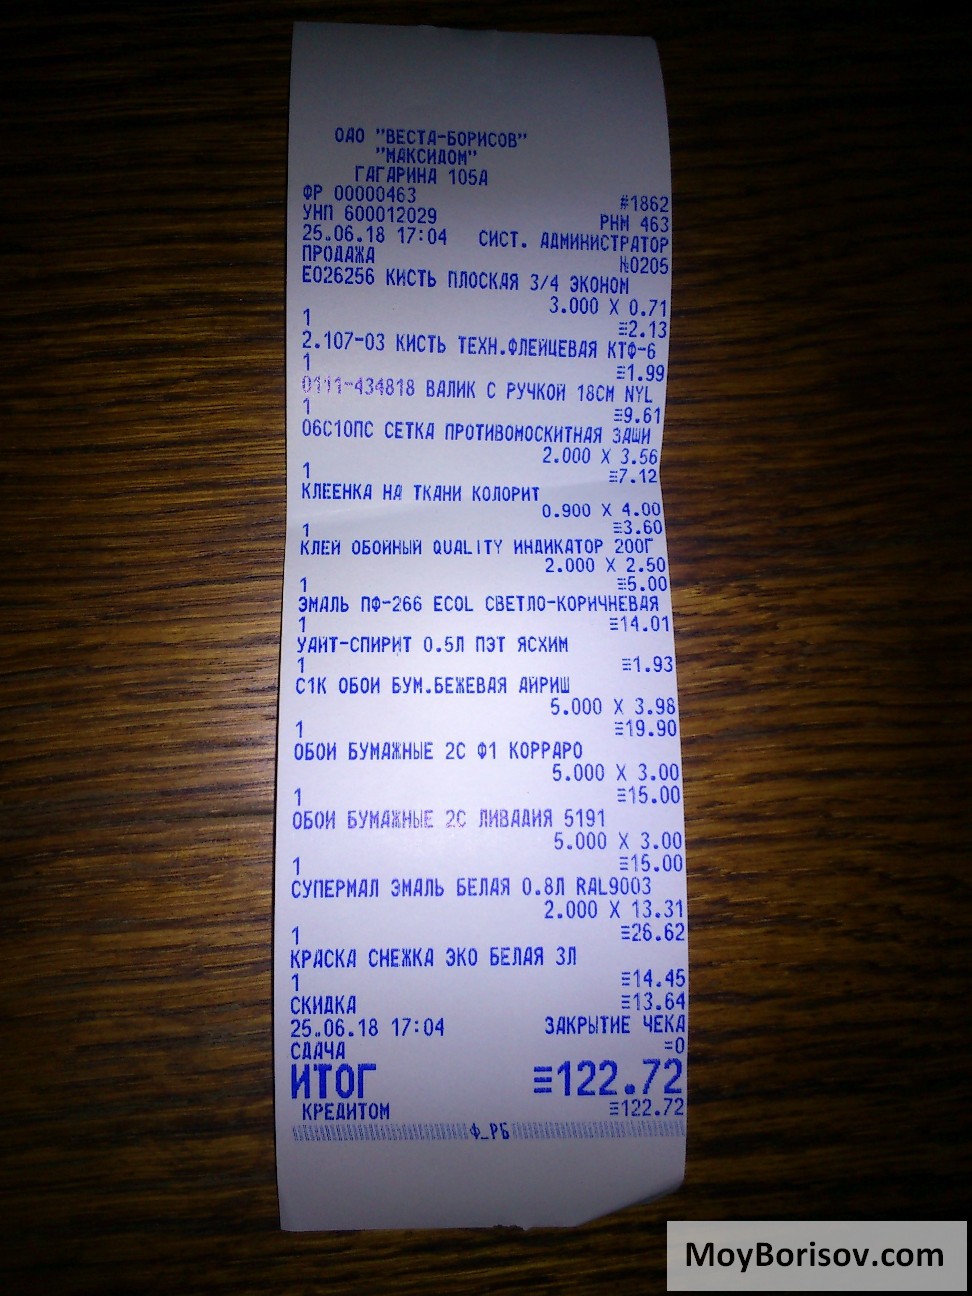 ОАО "ВЕСТА-БОРИСОВ"
"МАКСИДОМ"
ГАГАРИНА 105А
ФР 00000463 #1862
УНП 600012029 РНМ 463
25.06.18 17:04 СИСТ. АДМИНИСТРАТОР
ПРОДАЖА №0205
Е026256 КИСТЬ ПЛОСКАЯ 3/4 ЭКОНОМ
3.000 X 0.71
1 ≡2.13
2.107-03 КИСТЬ ТЕХН.ФЛЕЙЦЕВАЯ КТФ-6
1 ≡1.99
0111-434818 ВАЛИК С РУЧКОЙ 18СМ NYL
1 ≡9.61
06С10ПС СЕТКА ПРОТИВОМОСКИТНАЯ ЗАШИ
2.000 X 3.56
1 ≡7.12
КЛЕЕНКА НА ТКАНИ КОЛОРИТ
0.900 X 4.00
1 ≡3.60
КЛЕЙ ОБОЙНЫЙ QUALITY ИНДИКАТОР 200Г
2.000 X 2.50
1 ≡5.00
ЭМАЛЬ ПФ-266 ECOL СВЕТЛО-КОРИЧНЕВАЯ
1 ≡14.01
УАЙТ-СПИРИТ 0.5Л ПЭТ ЯСХИМ
1 ≡1.93
С1К ОБОИ БУМ.БЕЖЕВАЯ АЙРИШ
5.000 X 3.98
1 ≡19.90
ОБОИ БУМАЖНЫЕ 2С Ф1 КОРРАРО
5.000 X 3.00
1 ≡15.00
ОБОИ БУМАЖНЫЕ 2С ЛИВАДИЯ 5191
5.000 X 3.00
1 ≡15.00
СУПЕРМАЛ ЭМАЛЬ БЕЛАЯ 0.8Л RAL9003
2.000 X 13.31
1 ≡26.62
КРАСКА СНЕЖКА ЭКО БЕЛАЯ 3Л
1 ≡14.45
СКИДКА ≡13.64
25.06.18 17:04 ЗАКРЫТИЕ ЧЕКА
СДАЧА =0
ИТОГ ≡122.72
КРЕДИТОМ ≡122.72
Ф_РБ
MoyBorisov.com